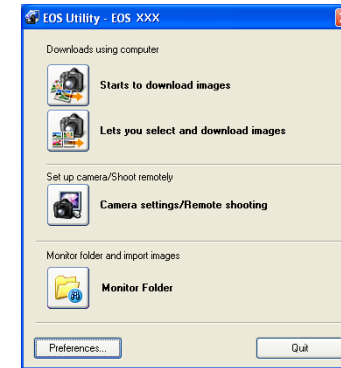 EOS Utility - EOS XXX
Downloads using computer
Starts to download images
Lets you select and download images
Set up camera/Shoot remotely
Camera settings/Remote shooting
Monitor folder and import images
Monitor Folder
Preferences... Quit